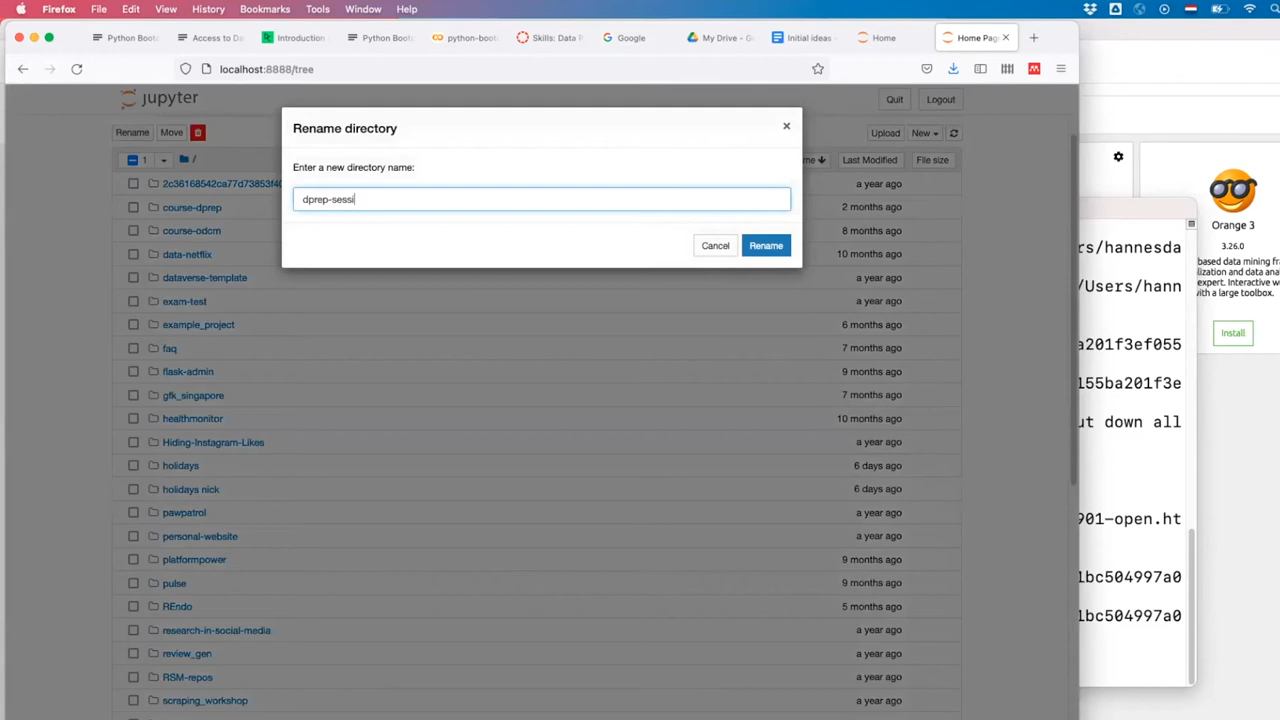 Firefox File Edit View History Bookmarks Tools Window Help
Python Boot
Access to Da
Introduction
Python Boot
python-boot
Skills: Data P
Google
My Drive - G
Initial ideas -
Home
Home Page
localhost:8888/tree
jupyter
Quit
Logout
Rename
Move
Upload
New
1
/
Last Modified
File size
Rename directory
×
Enter a new directory name:
dprep-sessi
Cancel
Rename
2c36168542ca77d73853f40 a year ago
course-dprep 2 months ago
course-odcm 8 months ago
data-netflix 10 months ago
dataverse-template a year ago
exam-test a year ago
example_project 6 months ago
faq 7 months ago
flask-admin 9 months ago
gfk_singapore 7 months ago
healthmonitor 10 months ago
Hiding-Instagram-Likes a year ago
holidays 6 days ago
holidays nick 6 days ago
pawpatrol a year ago
personal-website a year ago
platformpower 9 months ago
pulse 9 months ago
REndo 5 months ago
research-in-social-media a year ago
review_gen a year ago
RSM-repos a year ago
scraping_workshop a year ago
Orange 3
3.26.0
based data mining fra
lization and data anal
expert. Interactive wo
with a large toolbox.
Install
rs/hannesda
/Users/hann
a201f3ef055
155ba201f3e
ut down all
901-open.ht
1bc504997a0
1bc504997a0